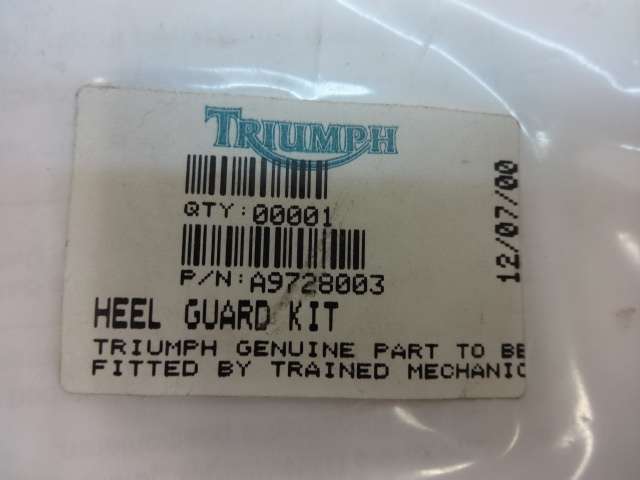 TRIUMPH
QTY: 00001
P/N: A9728003
HEEL GUARD KIT
TRIUMPH GENUINE PART TO BE
FITTED BY TRAINED MECHANIC
12/07/00